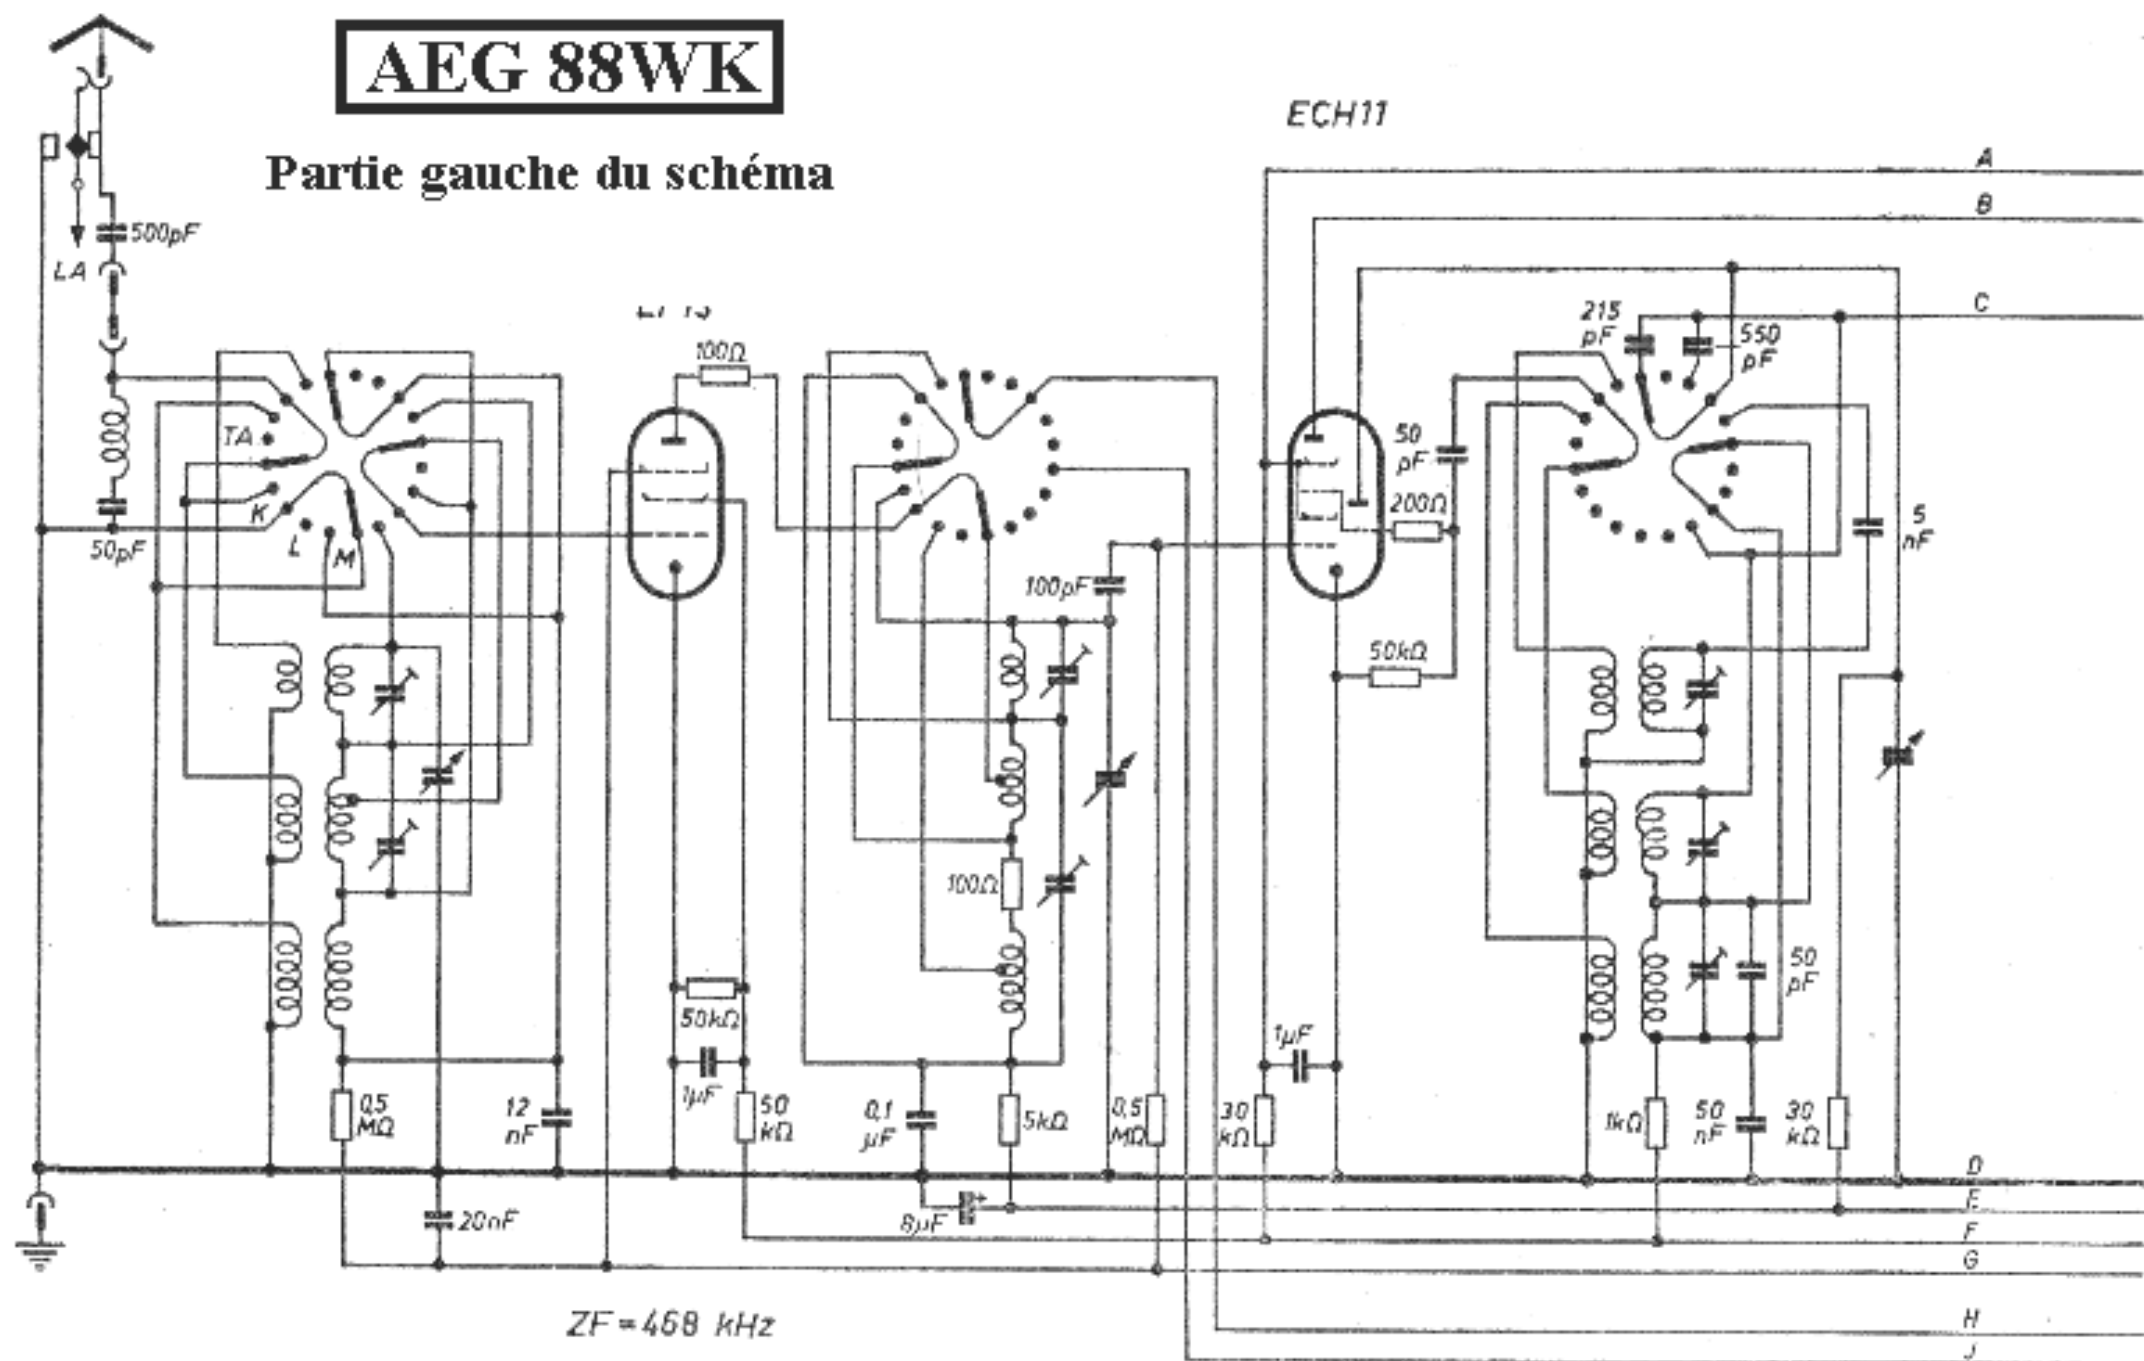 AEG 88WK
Partie gauche du schéma
ECH11
A
B
C
500pF
LA
100Ω
215 pF
550 pF
TA
K
L
M
50pF
50 pF
200Ω
5 nF
100pF
50kΩ
100Ω
50kΩ
1µF
50 pF
1µF
0,5 MΩ
12 nF
50 kΩ
0,1 µF
5kΩ
0,5 MΩ
30 kΩ
1kΩ
50 nF
30 kΩ
D
E
F
G
20nF
8µF
+
ZF=468 kHz
H
J